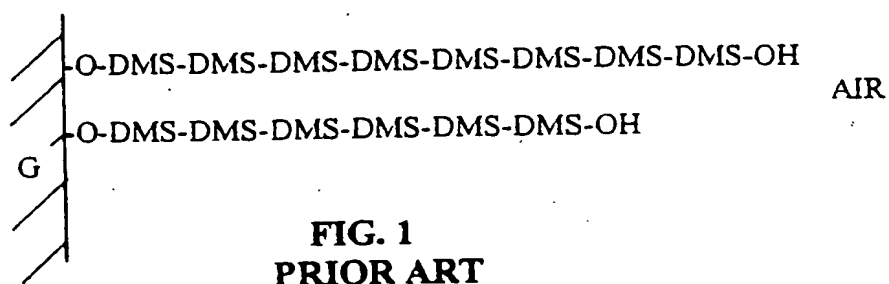 -O-DMS-DMS-DMS-DMS-DMS-DMS-DMS-DMS-OH
AIR
-O-DMS-DMS-DMS-DMS-DMS-DMS-OH
G
FIG. 1
PRIOR ART